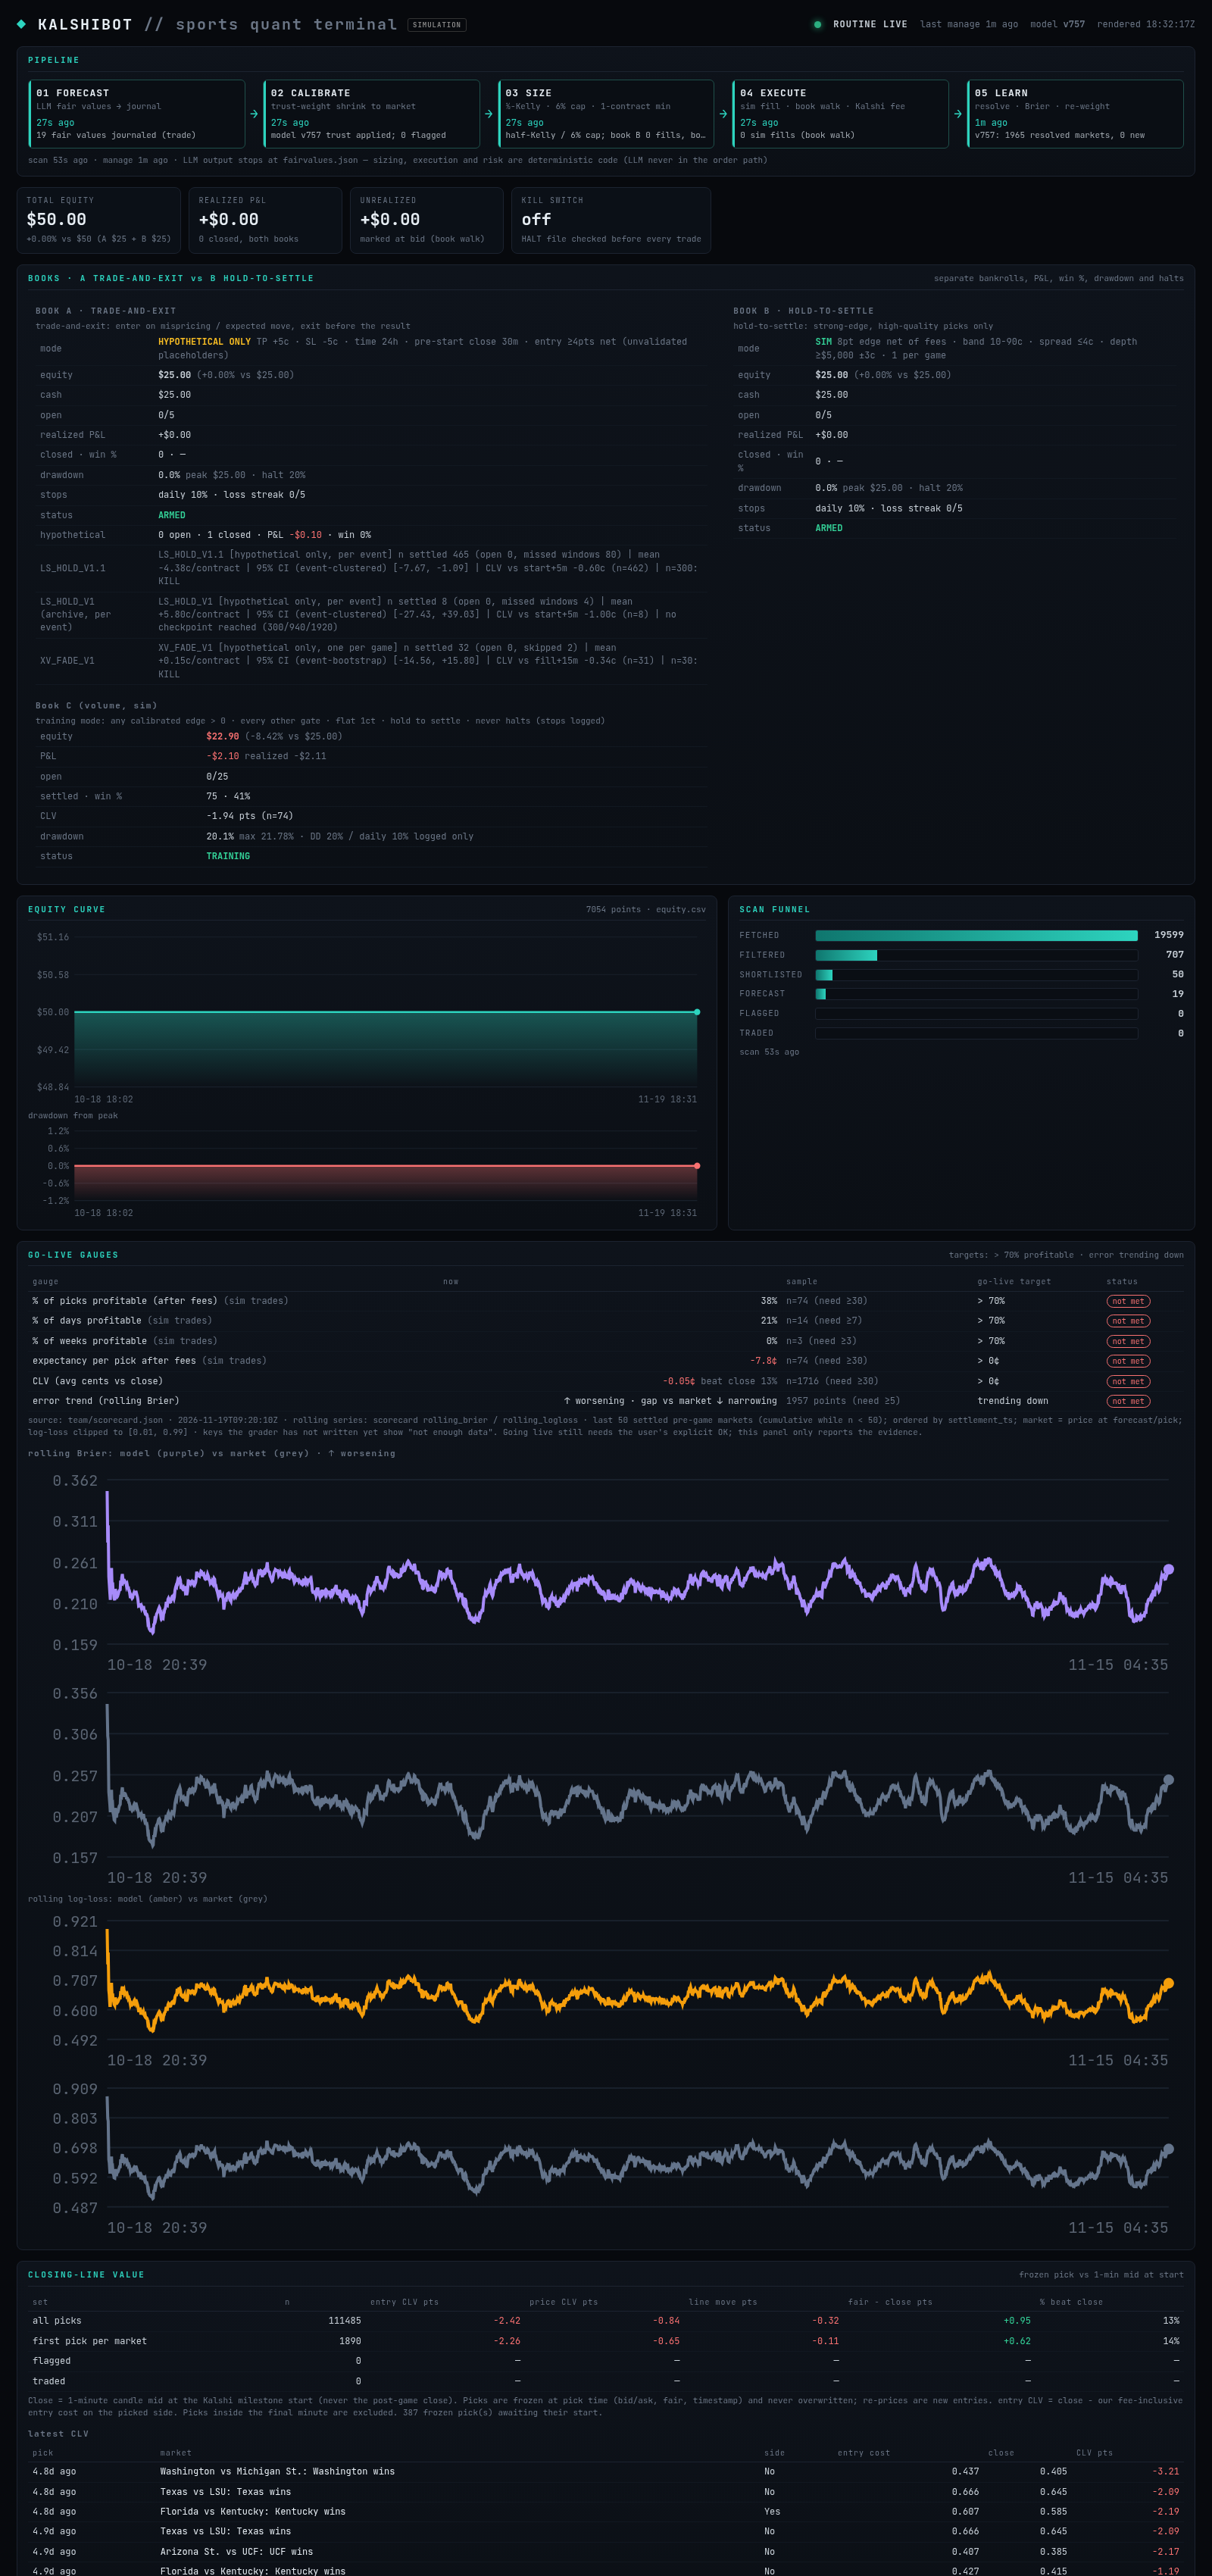 ◆ KALSHIBOT // sports quant terminal SIMULATION
ROUTINE LIVE last manage 1m ago model v757 rendered 18:32:17Z
PIPELINE
01 FORECAST
LLM fair values → journal
27s ago
19 fair values journaled (trade)
→
02 CALIBRATE
trust-weight shrink to market
27s ago
model v757 trust applied; 0 flagged
→
03 SIZE
½-Kelly · 6% cap · 1-contract min
27s ago
half-Kelly / 6% cap; book B 0 fills, bo…
→
04 EXECUTE
sim fill · book walk · Kalshi fee
27s ago
0 sim fills (book walk)
→
05 LEARN
resolve · Brier · re-weight
1m ago
v757: 1965 resolved markets, 0 new
scan 53s ago · manage 1m ago · LLM output stops at fairvalues.json — sizing, execution and risk are deterministic code (LLM never in the order path)
TOTAL EQUITY
$50.00
+0.00% vs $50 (A $25 + B $25)
REALIZED P&L
+$0.00
0 closed, both books
UNREALIZED
+$0.00
marked at bid (book walk)
KILL SWITCH
off
HALT file checked before every trade
BOOKS · A TRADE-AND-EXIT vs B HOLD-TO-SETTLE
separate bankrolls, P&L, win %, drawdown and halts
BOOK A · TRADE-AND-EXIT
trade-and-exit: enter on mispricing / expected move, exit before the result
mode HYPOTHETICAL ONLY TP +5c · SL -5c · time 24h · pre-start close 30m · entry ≥4pts net (unvalidated
placeholders)
equity $25.00 (+0.00% vs $25.00)
cash $25.00
open 0/5
realized P&L +$0.00
closed · win % 0 · —
drawdown 0.0% peak $25.00 · halt 20%
stops daily 10% · loss streak 0/5
status ARMED
hypothetical 0 open · 1 closed · P&L -$0.10 · win 0%
LS_HOLD_V1.1 LS_HOLD_V1.1 [hypothetical only, per event] n settled 465 (open 0, missed windows 80) | mean
-4.38c/contract | 95% CI (event-clustered) [-7.67, -1.09] | CLV vs start+5m -0.60c (n=462) | n=300:
KILL
LS_HOLD_V1 (archive, per event) LS_HOLD_V1 [hypothetical only, per event] n settled 8 (open 0, missed windows 4) | mean
+5.80c/contract | 95% CI (event-clustered) [-27.43, +39.03] | CLV vs start+5m -1.00c (n=8) | no
checkpoint reached (300/940/1920)
XV_FADE_V1 XV_FADE_V1 [hypothetical only, one per game] n settled 32 (open 0, skipped 2) | mean
+0.15c/contract | 95% CI (event-bootstrap) [-14.56, +15.80] | CLV vs fill+15m -0.34c (n=31) | n=30:
KILL
BOOK B · HOLD-TO-SETTLE
hold-to-settle: strong-edge, high-quality picks only
mode SIM 8pt edge net of fees · band 10-90c · spread ≤4c · depth
≥$5,000 ±3c · 1 per game
equity $25.00 (+0.00% vs $25.00)
cash $25.00
open 0/5
realized P&L +$0.00
closed · win % 0 · —
drawdown 0.0% peak $25.00 · halt 20%
stops daily 10% · loss streak 0/5
status ARMED
Book C (volume, sim)
training mode: any calibrated edge > 0 · every other gate · flat 1ct · hold to settle · never halts (stops logged)
equity $22.90 (-8.42% vs $25.00)
P&L -$2.10 realized -$2.11
open 0/25
settled · win % 75 · 41%
CLV -1.94 pts (n=74)
drawdown 20.1% max 21.78% · DD 20% / daily 10% logged only
status TRAINING
EQUITY CURVE
7054 points · equity.csv
$51.16
$50.58
$50.00
$49.42
$48.84
10-18 18:02 11-19 18:31
drawdown from peak
1.2%
0.6%
0.0%
-0.6%
-1.2%
10-18 18:02 11-19 18:31
SCAN FUNNEL
FETCHED 19599
FILTERED 707
SHORTLISTED 50
FORECAST 19
FLAGGED 0
TRADED 0
scan 53s ago
GO-LIVE GAUGES
targets: > 70% profitable · error trending down
gauge now sample go-live target status
% of picks profitable (after fees) (sim trades) 38% n=74 (need ≥30) > 70% not met
% of days profitable (sim trades) 21% n=14 (need ≥7) > 70% not met
% of weeks profitable (sim trades) 0% n=3 (need ≥3) > 70% not met
expectancy per pick after fees (sim trades) -7.8¢ n=74 (need ≥30) > 0¢ not met
CLV (avg cents vs close) -0.05¢ beat close 13% n=1716 (need ≥30) > 0¢ not met
error trend (rolling Brier) ↑ worsening · gap vs market ↓ narrowing 1957 points (need ≥5) trending down not met
source: team/scorecard.json · 2026-11-19T09:20:10Z · rolling series: scorecard rolling_brier / rolling_logloss · last 50 settled pre-game markets (cumulative while n < 50); ordered by settlement_ts; market = price at forecast/pick;
log-loss clipped to [0.01, 0.99] · keys the grader has not written yet show "not enough data". Going live still needs the user's explicit OK; this panel only reports the evidence.
rolling Brier: model (purple) vs market (grey) · ↑ worsening
0.362
0.311
0.261
0.210
0.159
10-18 20:39 11-15 04:35
0.356
0.306
0.257
0.207
0.157
10-18 20:39 11-15 04:35
rolling log-loss: model (amber) vs market (grey)
0.921
0.814
0.707
0.600
0.492
10-18 20:39 11-15 04:35
0.909
0.803
0.698
0.592
0.487
10-18 20:39 11-15 04:35
CLOSING-LINE VALUE
frozen pick vs 1-min mid at start
set n entry CLV pts price CLV pts line move pts fair - close pts % beat close
all picks 111485 -2.42 -0.84 -0.32 +0.95 13%
first pick per market 1890 -2.26 -0.65 -0.11 +0.62 14%
flagged 0 — — — — —
traded 0 — — — — —
Close = 1-minute candle mid at the Kalshi milestone start (never the post-game close). Picks are frozen at pick time (bid/ask, fair, timestamp) and never overwritten; re-prices are new entries. entry CLV = close - our fee-inclusive
entry cost on the picked side. Picks inside the final minute are excluded. 387 frozen pick(s) awaiting their start.
latest CLV
pick market side entry cost close CLV pts
4.8d ago Washington vs Michigan St.: Washington wins No 0.437 0.405 -3.21
4.8d ago Texas vs LSU: Texas wins No 0.666 0.645 -2.09
4.8d ago Florida vs Kentucky: Kentucky wins Yes 0.607 0.585 -2.19
4.9d ago Texas vs LSU: Texas wins No 0.666 0.645 -2.09
4.9d ago Arizona St. vs UCF: UCF wins No 0.407 0.385 -2.17
4.9d ago Florida vs Kentucky: Kentucky wins No 0.427 0.415 -1.19